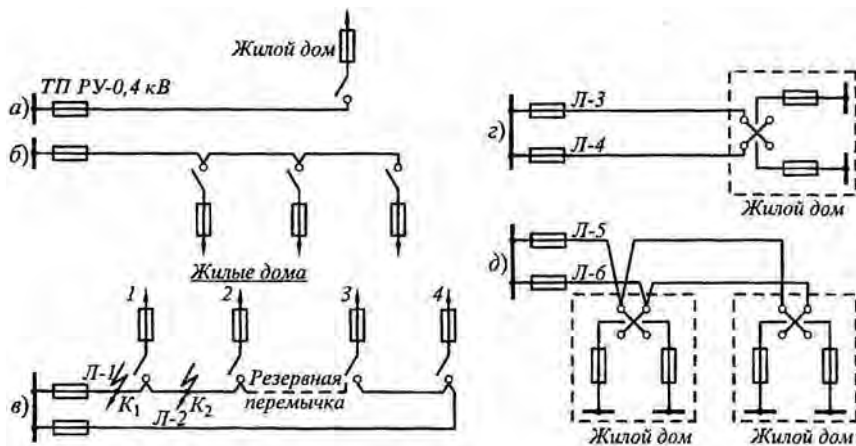 Жилой дом
ТП РУ-0,4 кВ
а)
б)
Жилые дома
1 2 3 4
Л-1
К1 К2
Резервная
перемычка
в)
Л-2
г)
Л-3
Л-4
Жилой дом
д)
Л-5
Л-6
Жилой дом Жилой дом